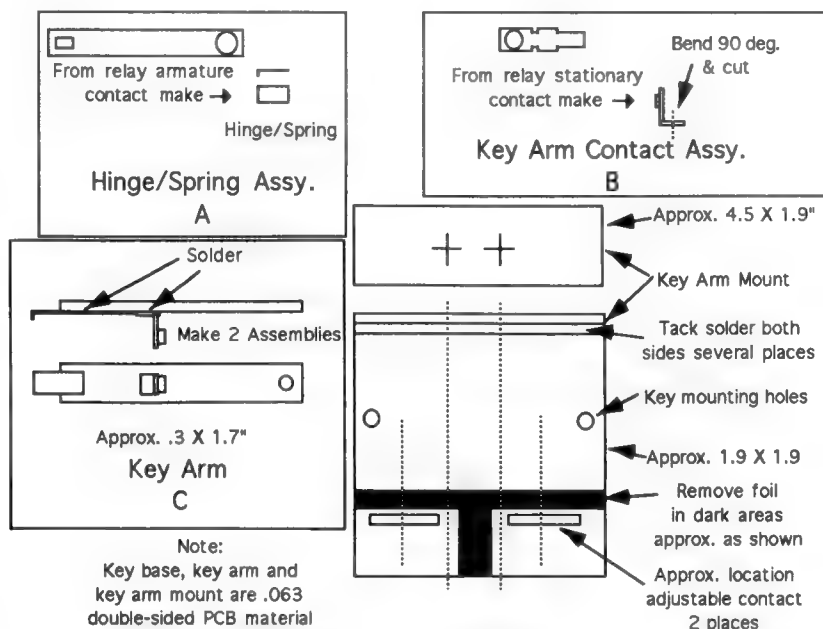 From relay armature
contact make →
Hinge/Spring
Hinge/Spring Assy.
A
Bend 90 deg.
& cut
From relay stationary
contact make →
Key Arm Contact Assy.
B
Solder
Make 2 Assemblies
Approx. .3 X 1.7"
Key Arm
C
Note:
Key base, key arm and
key arm mount are .063
double-sided PCB material
Approx. 4.5 X 1.9"
Key Arm Mount
Tack solder both
sides several places
Key mounting holes
Approx. 1.9 X 1.9
Remove foil
in dark areas
approx. as shown
Approx. location
adjustable contact
2 places